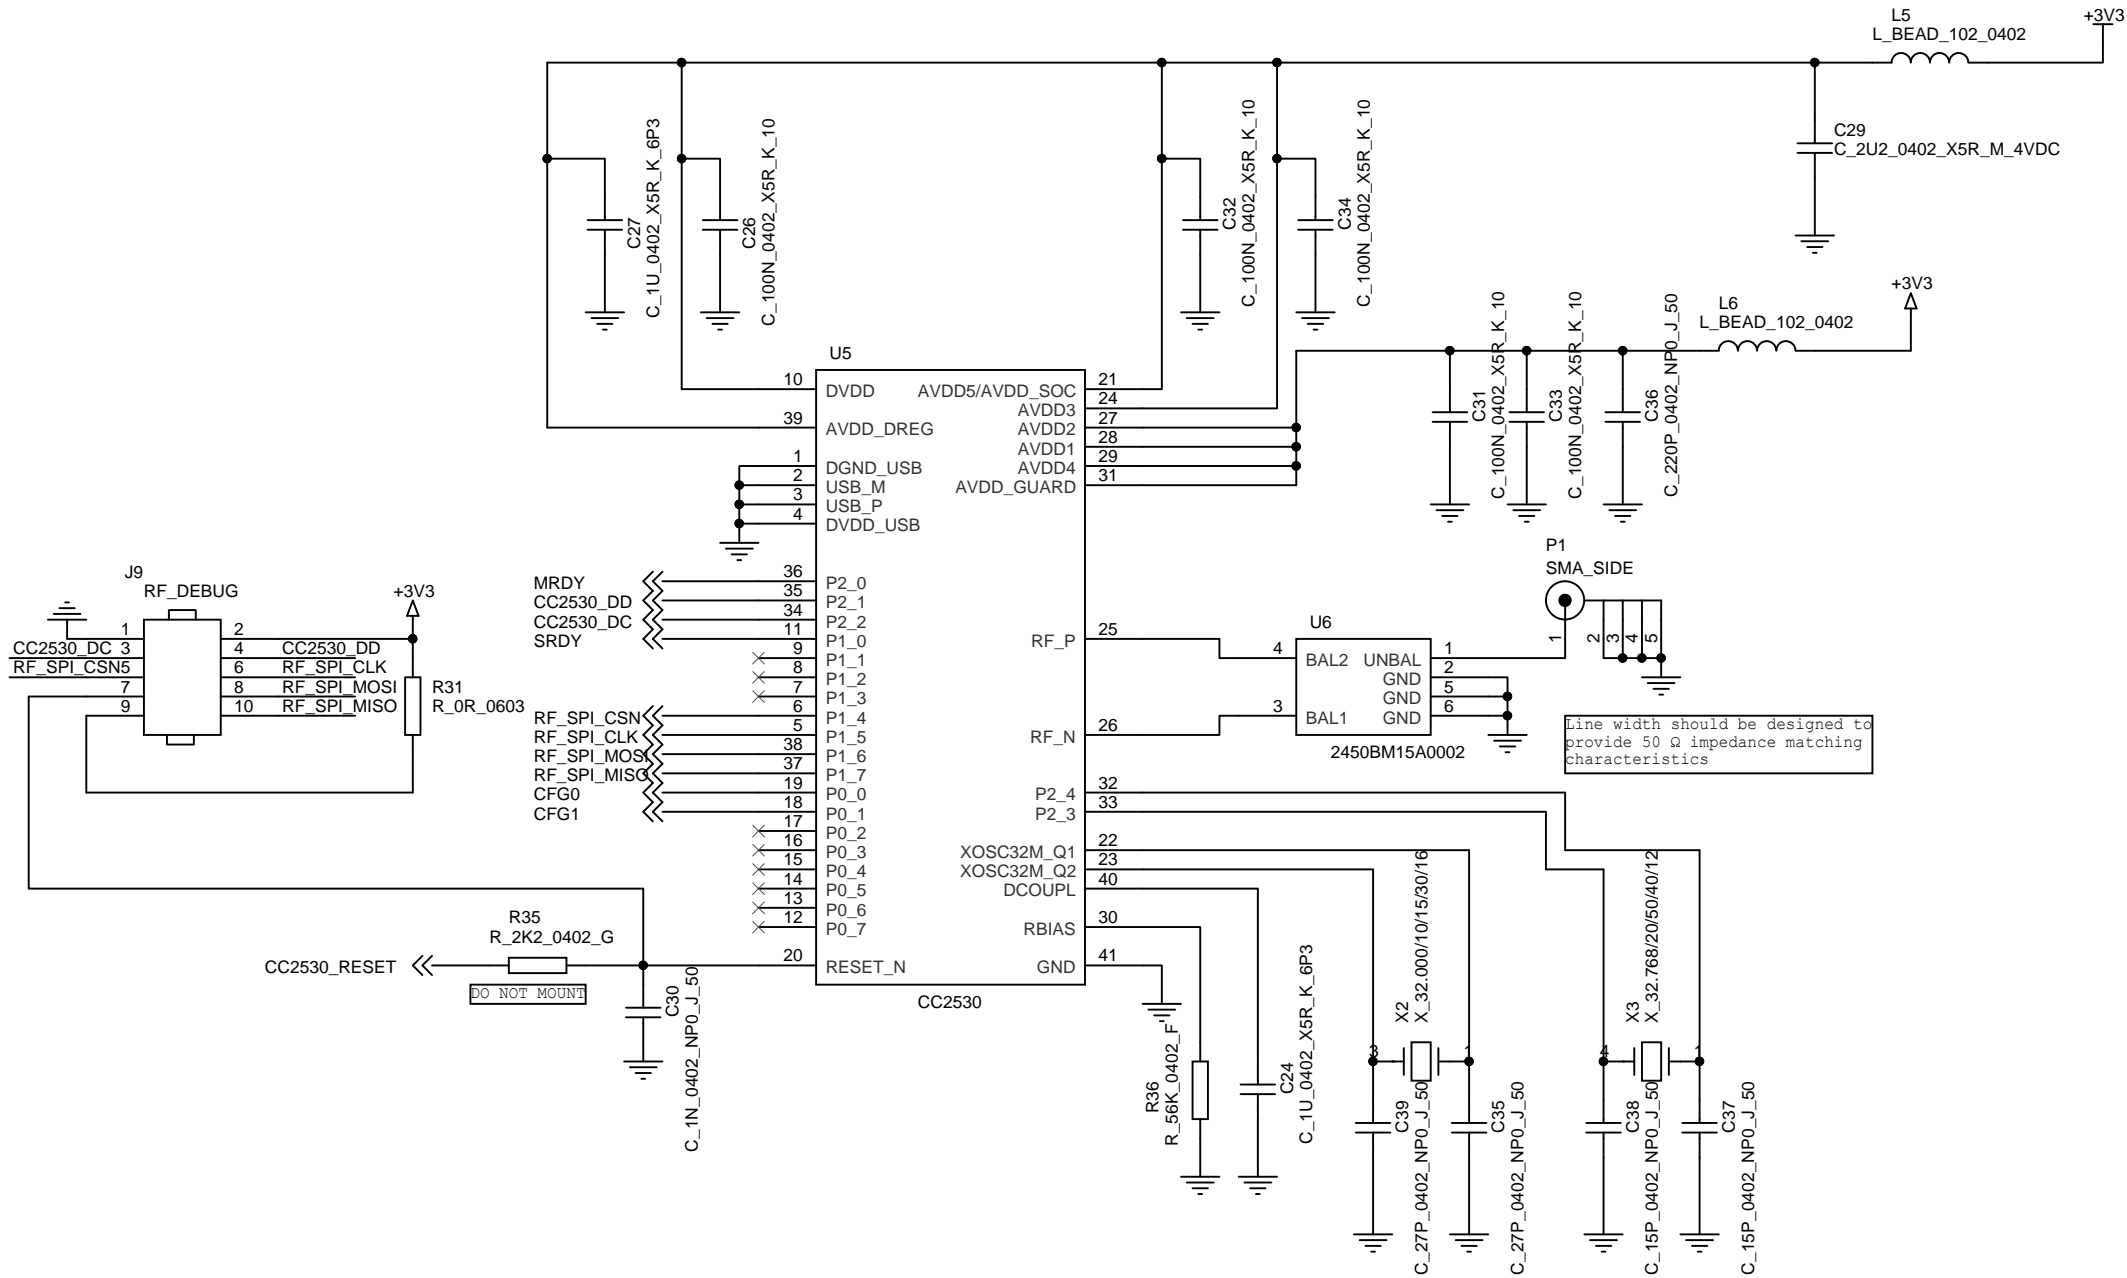 L5
L_BEAD_102_0402
+3V3
C27
C_1U_0402_X5R_K_6P3
C26
C_100N_0402_X5R_K_10
C32
C_100N_0402_X5R_K_10
C34
C_100N_0402_X5R_K_10
C29
C_2U2_0402_X5R_M_4VDC
L6
L_BEAD_102_0402
+3V3
C31
C_100N_0402_X5R_K_10
C33
C_100N_0402_X5R_K_10
C36
C_220P_0402_NP0_J_50
U5
10 DVDD
39 AVDD_DREG
1 DGND_USB
2 USB_M
3 USB_P
4 DVDD_USB
MRDY 36 P2_0
CC2530_DD 35 P2_1
CC2530_DC 34 P2_2
SRDY 11 P1_0
9 P1_1
8 P1_2
7 P1_3
RF_SPI_CSN 6 P1_4
RF_SPI_CLK 5 P1_5
RF_SPI_MOSI 38 P1_6
RF_SPI_MISO 37 P1_7
CFG0 19 P0_0
CFG1 18 P0_1
17 P0_2
16 P0_3
15 P0_4
14 P0_5
13 P0_6
12 P0_7
20 RESET_N
AVDD5/AVDD_SOC 21
AVDD3 24
AVDD2 27
AVDD1 28
AVDD4 29
AVDD_GUARD 31
RF_P 25
RF_N 26
P2_4 32
P2_3 33
XOSC32M_Q1 22
XOSC32M_Q2 23
DCOUPL 40
RBIAS 30
GND 41
CC2530
J9
RF_DEBUG
+3V3
1 2
CC2530_DC 3 4 CC2530_DD
RF_SPI_CSN 5 6 RF_SPI_CLK
7 8 RF_SPI_MOSI
9 10 RF_SPI_MISO
R31
R_0R_0603
R35
R_2K2_0402_G
CC2530_RESET
DO NOT MOUNT
C30
C_1N_0402_NP0_J_50
U6
4 BAL2 UNBAL 1
GND 2
GND 5
3 BAL1 GND 6
2450BM15A0002
P1
SMA_SIDE
1 2 3 4 5
Line width should be designed to
provide 50 Ω impedance matching
characteristics
R36
R_56K_0402_F
C24
C_1U_0402_X5R_K_6P3
X2
X_32.000/10/15/30/16
3 1
C39
C_27P_0402_NP0_J_50
C35
C_27P_0402_NP0_J_50
X3
X_32.768/20/50/40/12
4 1
C38
C_15P_0402_NP0_J_50
C37
C_15P_0402_NP0_J_50